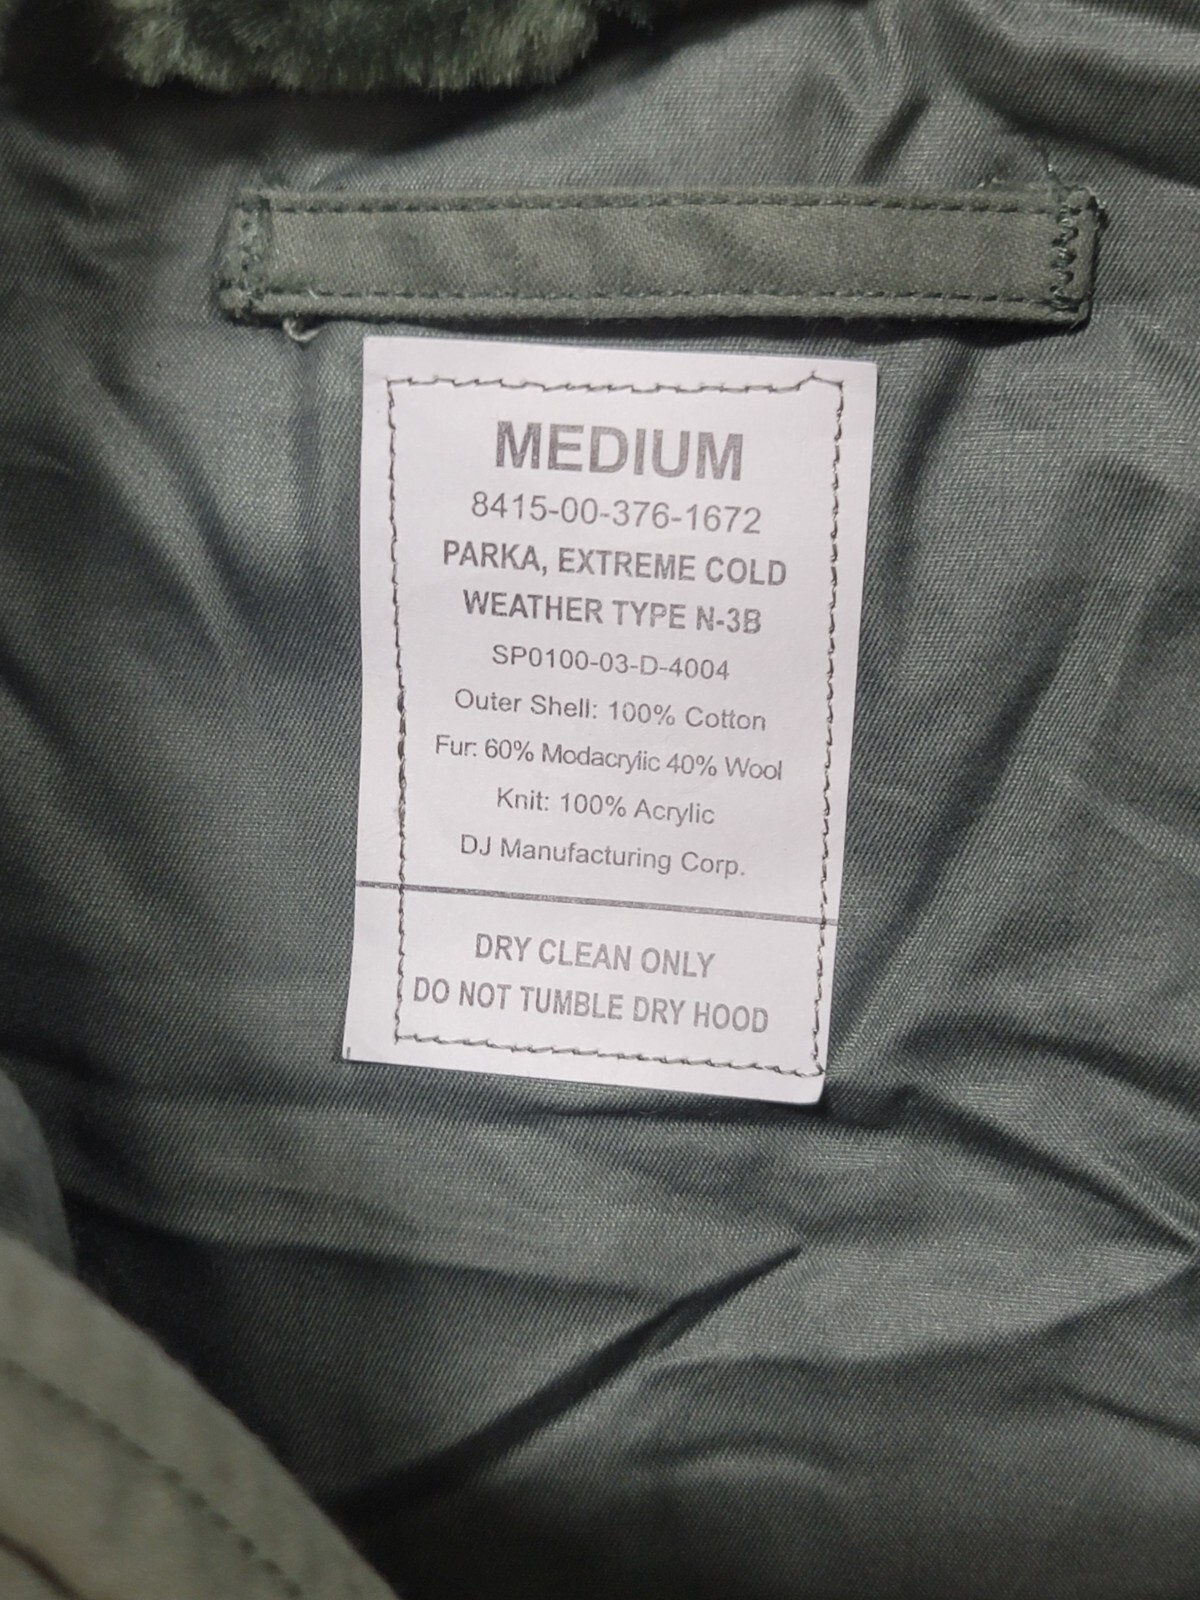 MEDIUM
8415-00-376-1672
PARKA, EXTREME COLD
WEATHER TYPE N-3B
SP0100-03-D-4004
Outer Shell: 100% Cotton
Fur: 60% Modacrylic 40% Wool
Knit: 100% Acrylic
DJ Manufacturing Corp.
DRY CLEAN ONLY
DO NOT TUMBLE DRY HOOD